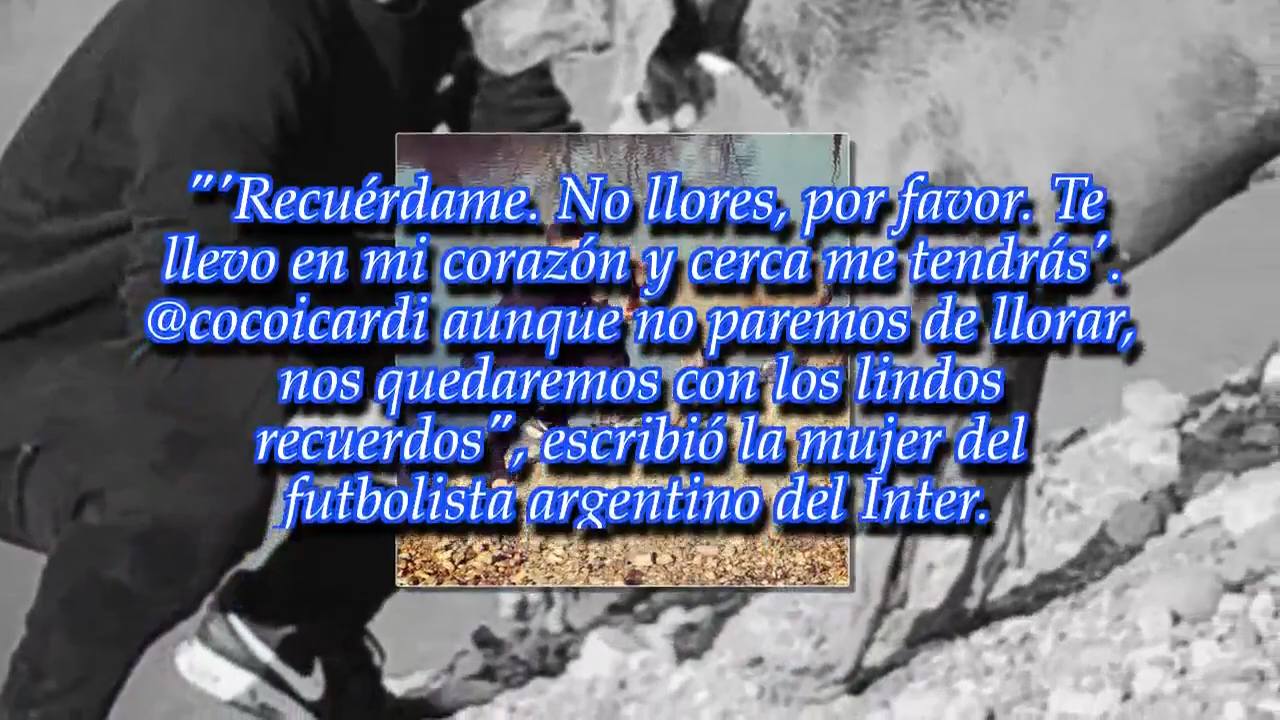 "'Recuérdame. No llores, por favor. Te
llevo en mi corazón y cerca me tendrás'.
@cocoicardi aunque no paremos de llorar,
nos quedaremos con los lindos
recuerdos", escribió la mujer del
futbolista argentino del Inter.